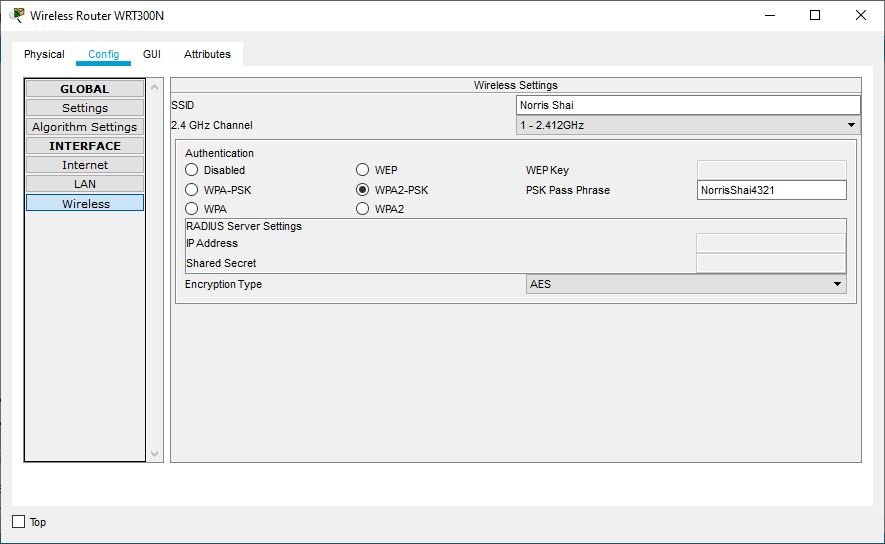 Wireless Router WRT300N
Physical Config GUI Attributes
GLOBAL
Settings
Algorithm Settings
INTERFACE
Internet
LAN
Wireless
Wireless Settings
SSID Norris Shai
2.4 GHz Channel 1 - 2.412GHz
Authentication
Disabled WEP WEP Key
WPA-PSK WPA2-PSK PSK Pass Phrase NorrisShai4321
WPA WPA2
RADIUS Server Settings
IP Address
Shared Secret
Encryption Type AES
Top